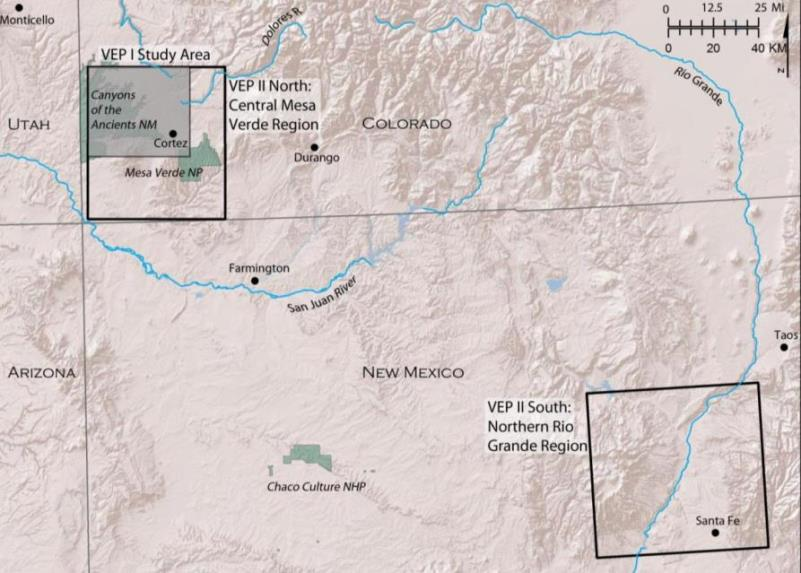 Monticello
0 12.5 25 Mi
0 20 40 KM
N
Dolores R.
Rio Grande
VEP I Study Area
VEP II North:
Central Mesa
Verde Region
Canyons
of the
Ancients NM
UTAH
Cortez
COLORADO
Durango
Mesa Verde NP
Farmington
San Juan River
Taos
ARIZONA
NEW MEXICO
VEP II South:
Northern Rio
Grande Region
Chaco Culture NHP
Santa Fe